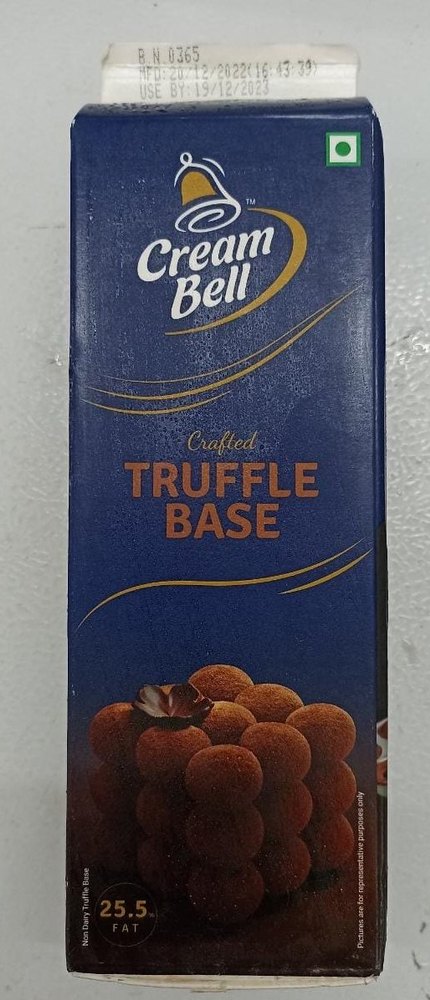 B.N.0365
MFD:20/12/2022(16:43:39)
USE BY:19/12/2023
Cream
Bell
TM
Crafted
TRUFFLE
BASE
Non Dairy Truffle Base
25.5%
FAT
Pictures are for representative purposes only